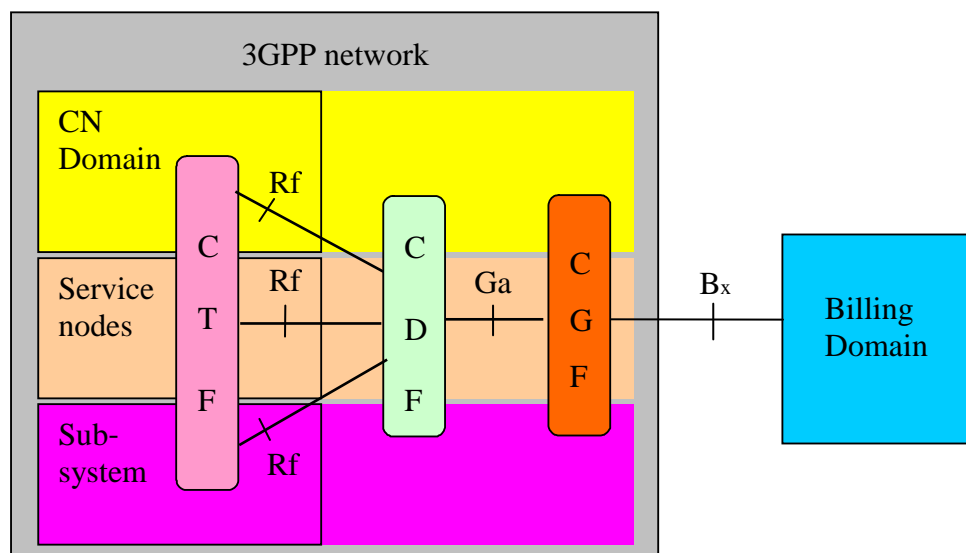 3GPP network
CN
Domain
Rf
C
T
F
Service
nodes
Rf
Sub-
system
Rf
C
D
F
Ga
C
G
F
Bx
Billing
Domain